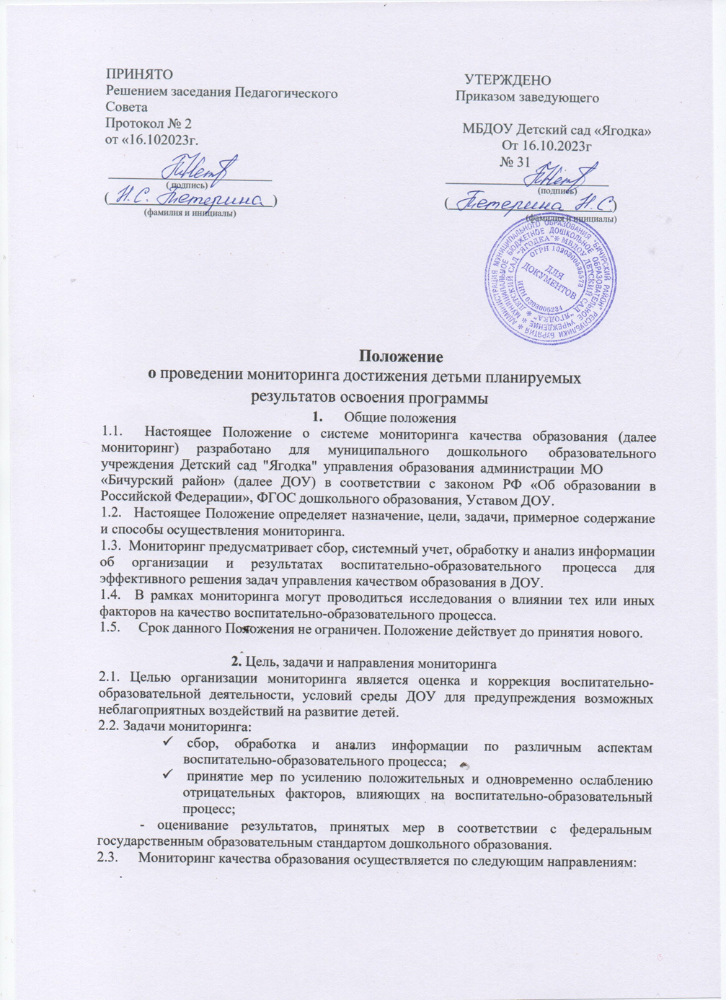 ПРИНЯТО
Решением заседания Педагогического
Совета
Протокол № 2
от «16.102023г.
(подпись)
( Н.С. Петерина )
(фамилия и инициалы)
УТЕРЖДЕНО
Приказом заведующего
МБДОУ Детский сад «Ягодка»
От 16.10.2023г
№ 31
(подпись)
( Петерина Н.С )
(фамилия и инициалы)
АДМИНИСТРАЦИЯ МУНИЦИПАЛЬНОГО ОБРАЗОВАНИЯ "БИЧУРСКИЙ РАЙОН" РЕСПУБЛИКИ БУРЯТИЯ
МУНИЦИПАЛЬНОЕ БЮДЖЕТНОЕ ДОШКОЛЬНОЕ ОБРАЗОВАТЕЛЬНОЕ УЧРЕЖДЕНИЕ
ДЕТСКИЙ САД "ЯГОДКА" * МБДОУ ДЕТСКИЙ САД "ЯГОДКА" *
ОГРН 1020300535573
ИНН 0303005234
ДЛЯ
ДОКУМЕНТОВ
Положение
о проведении мониторинга достижения детьми планируемых
результатов освоения программы
1. Общие положения
1.1. Настоящее Положение о системе мониторинга качества образования (далее
мониторинг) разработано для муниципального дошкольного образовательного
учреждения Детский сад "Ягодка" управления образования администрации МО
«Бичурский район» (далее ДОУ) в соответствии с законом РФ «Об образовании в
Российской Федерации», ФГОС дошкольного образования, Уставом ДОУ.
1.2. Настоящее Положение определяет назначение, цели, задачи, примерное содержание
и способы осуществления мониторинга.
1.3. Мониторинг предусматривает сбор, системный учет, обработку и анализ информации
об организации и результатах воспитательно-образовательного процесса для
эффективного решения задач управления качеством образования в ДОУ.
1.4. В рамках мониторинга могут проводиться исследования о влиянии тех или иных
факторов на качество воспитательно-образовательного процесса.
1.5. Срок данного Положения не ограничен. Положение действует до принятия нового.
2. Цель, задачи и направления мониторинга
2.1. Целью организации мониторинга является оценка и коррекция воспитательно-
образовательной деятельности, условий среды ДОУ для предупреждения возможных
неблагоприятных воздействий на развитие детей.
2.2. Задачи мониторинга:
✓ сбор, обработка и анализ информации по различным аспектам
воспитательно-образовательного процесса;
✓ принятие мер по усилению положительных и одновременно ослаблению
отрицательных факторов, влияющих на воспитательно-образовательный
процесс;
- оценивание результатов, принятых мер в соответствии с федеральным
государственным образовательным стандартом дошкольного образования.
2.3. Мониторинг качества образования осуществляется по следующим направлениям: